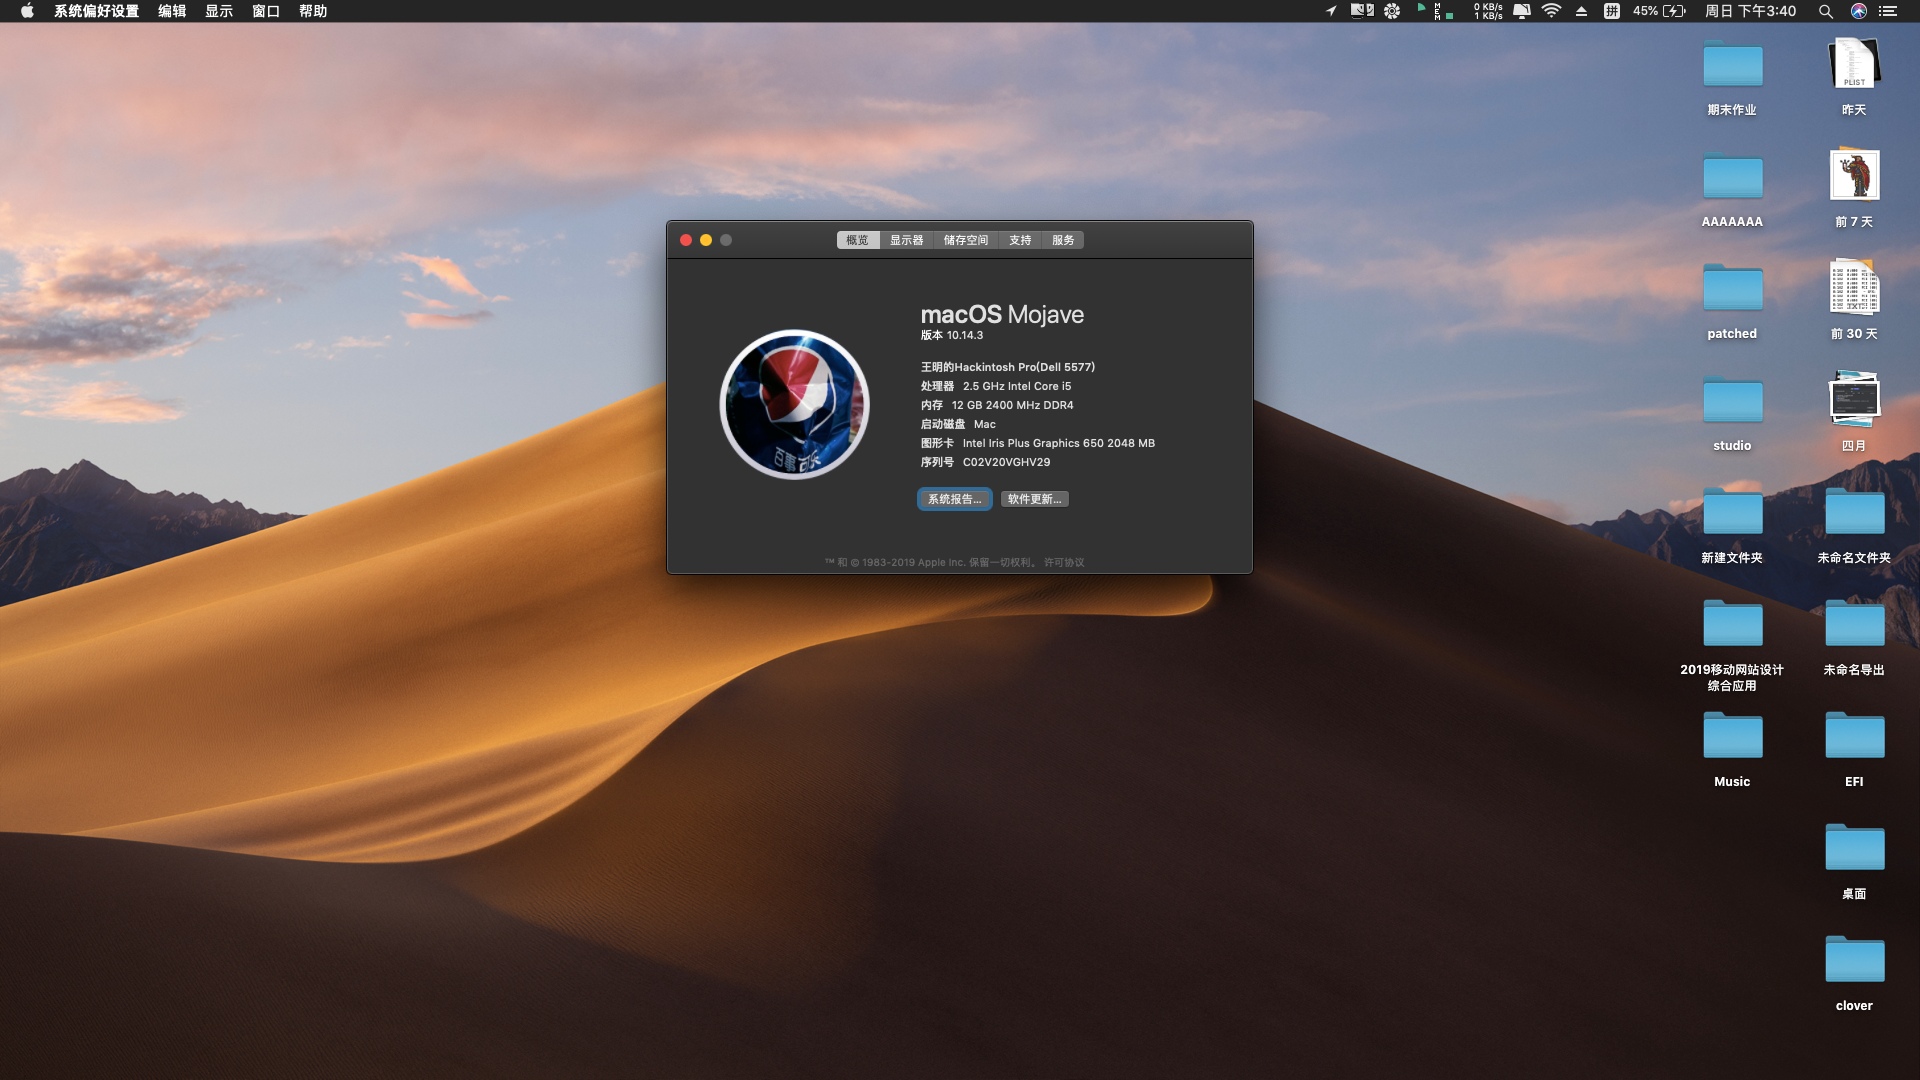 系统偏好设置 编辑 显示 窗口 帮助
MEM 0 KB/s
1 KB/s
拼 45% 周日 下午3:40
概览 显示器 储存空间 支持 服务
macOS Mojave
版本 10.14.3
王明的Hackintosh Pro(Dell 5577)
处理器 2.5 GHz Intel Core i5
内存 12 GB 2400 MHz DDR4
启动磁盘 Mac
图形卡 Intel Iris Plus Graphics 650 2048 MB
序列号 C02V20VGHV29
百事
系统报告... 软件更新...
™ 和 © 1983-2019 Apple Inc. 保留一切权利。 许可协议
期末作业
PLIST
昨天
AAAAAAA
前 7 天
patched
前 30 天
studio
四月
新建文件夹
未命名文件夹
2019移动网站设计
综合应用
未命名导出
Music
EFI
桌面
clover